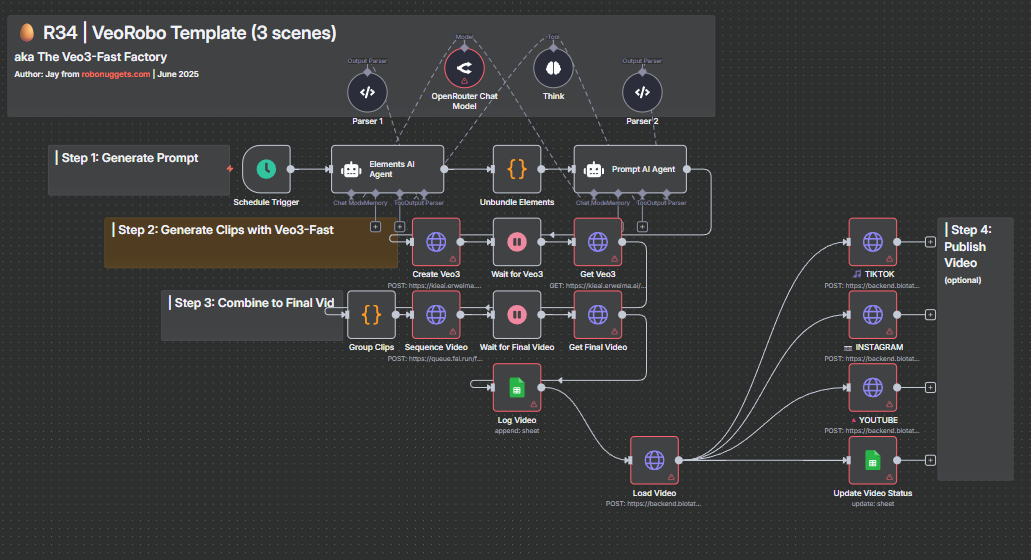 R34 | VeoRobo Template (3 scenes)
aka The Veo3-Fast Factory
Author: Jay from robonuggets.com | June 2025
Model
Tool
Output Parser
Output Parser
OpenRouter Chat
Model
Think
Parser 1
Parser 2
| Step 1: Generate Prompt
Elements AI
Agent
Prompt AI Agent
Schedule Trigger
Unbundle Elements
Chat Model
Memory
Tool
Output Parser
Chat Model
Memory
Tool
Output Parser
| Step 2: Generate Clips with Veo3-Fast
Create Veo3
POST: https://kieai.erweima....
Wait for Veo3
Get Veo3
GET: https://kieai.erweima.ai/...
| Step 3: Combine to Final Vid
Group Clips
Sequence Video
POST: https://queue.fal.run/f...
Wait for Final Video
Get Final Video
Log Video
append: sheet
Load Video
POST: https://backend.blotat...
| Step 4:
Publish
Video
(optional)
TIKTOK
POST: https://backend.blotat...
INSTAGRAM
POST: https://backend.blotat...
YOUTUBE
POST: https://backend.blotat...
Update Video Status
update: sheet